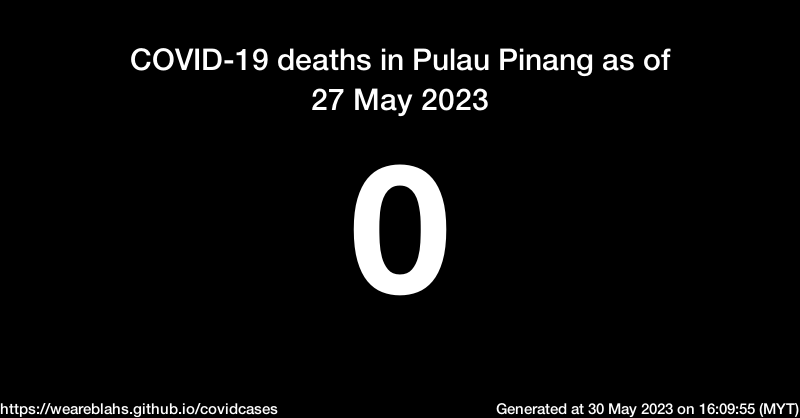 COVID-19 deaths in Pulau Pinang as of
27 May 2023
0
https://weareblahs.github.io/covidcases
Generated at 30 May 2023 on 16:09:55 (MYT)